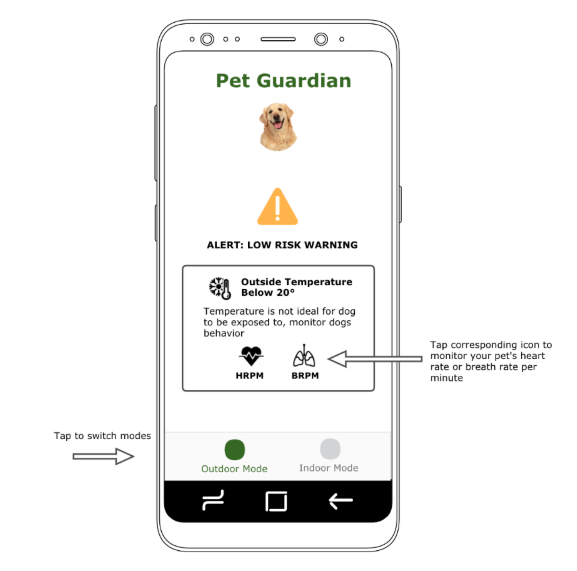 Pet Guardian
ALERT: LOW RISK WARNING
Outside Temperature
Below 20°
Temperature is not ideal for dog
to be exposed to, monitor dogs
behavior
HRPM
BRPM
Tap corresponding icon to
monitor your pet's heart
rate or breath rate per
minute
Tap to switch modes
Outdoor Mode
Indoor Mode